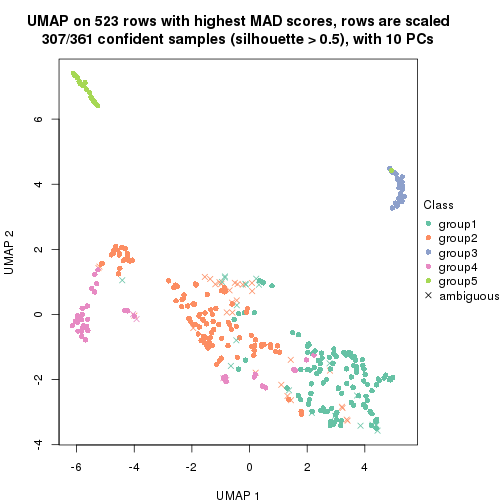 UMAP on 523 rows with highest MAD scores, rows are scaled
307/361 confident samples (silhouette > 0.5), with 10 PCs
6
4
2
0
-2
-4
UMAP 2
-6
-4
-2
0
2
4
UMAP 1
Class
group1
group2
group3
group4
group5
ambiguous